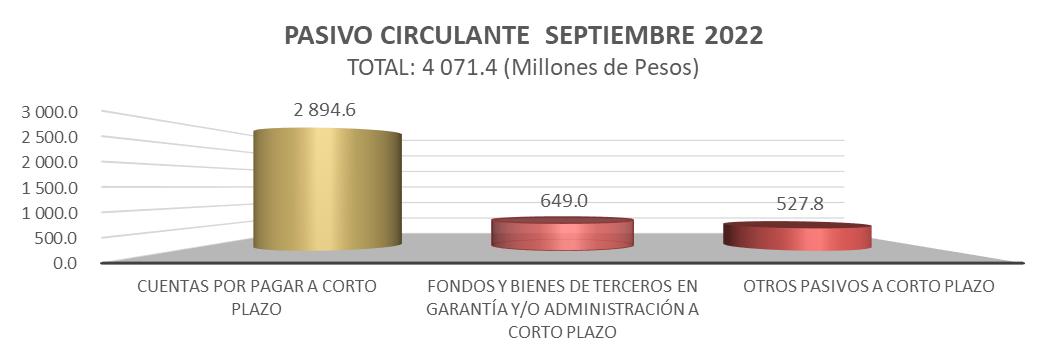 PASIVO CIRCULANTE SEPTIEMBRE 2022
TOTAL: 4 071.4 (Millones de Pesos)
3 000.0
2 500.0
2 000.0
1 500.0
1 000.0
500.0
0.0
2 894.6
649.0
527.8
CUENTAS POR PAGAR A CORTO
PLAZO
FONDOS Y BIENES DE TERCEROS EN
GARANTÍA Y/O ADMINISTRACIÓN A
CORTO PLAZO
OTROS PASIVOS A CORTO PLAZO